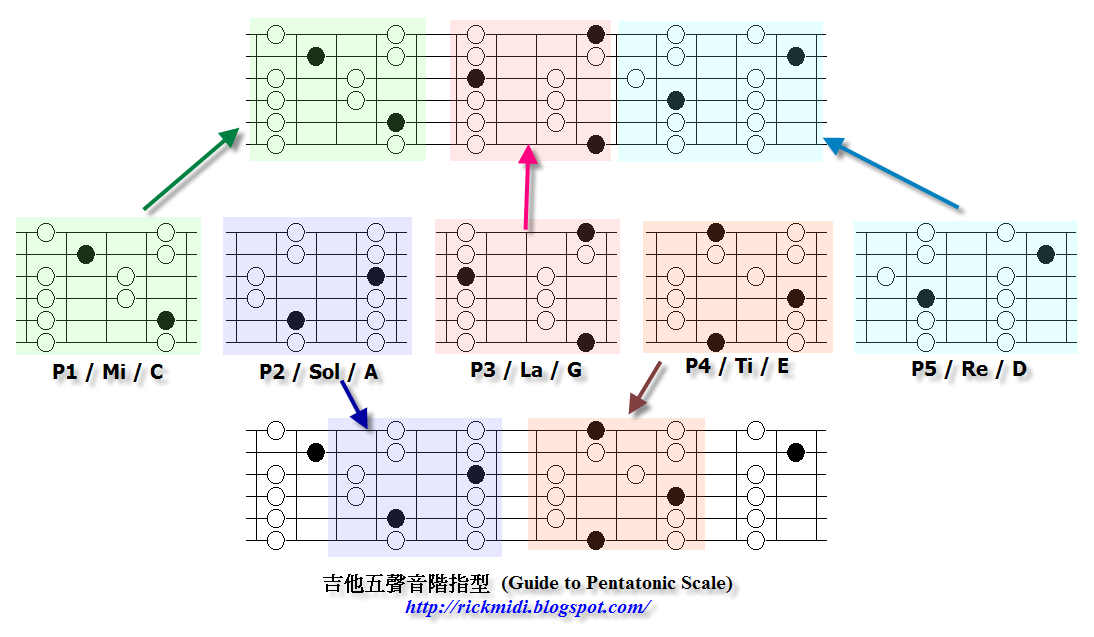 P1 / Mi / C
P2 / Sol / A
P3 / La / G
P4 / Ti / E
P5 / Re / D
吉他五聲音階指型 (Guide to Pentatonic Scale)
http://rickmidi.blogspot.com/